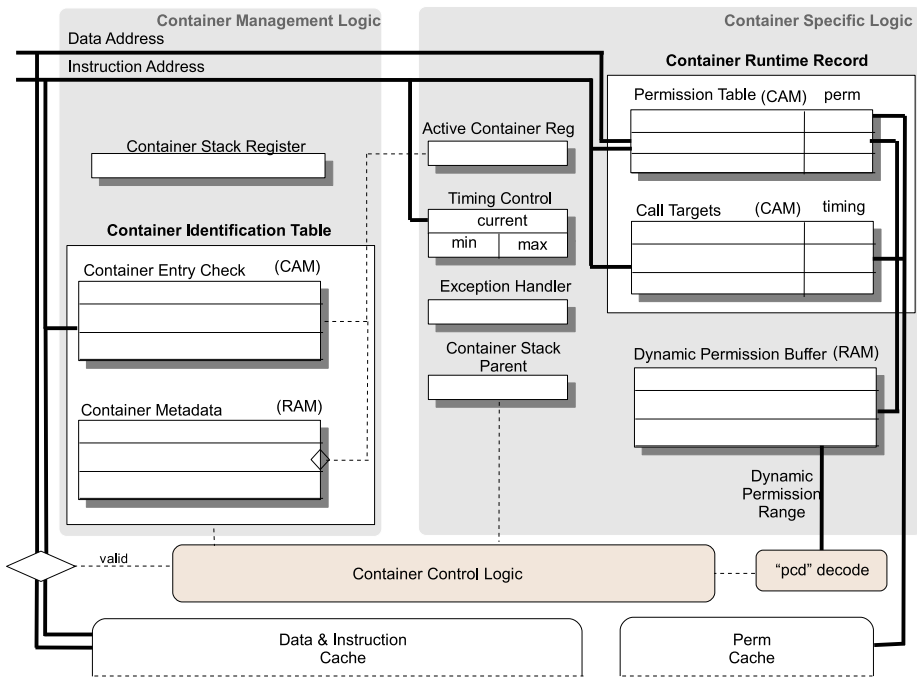 Container Management Logic
Container Specific Logic
Data Address
Instruction Address
Container Runtime Record
Permission Table (CAM) perm
Active Container Reg
Container Stack Register
Timing Control
current
min max
Call Targets (CAM) timing
Container Identification Table
Container Entry Check (CAM)
Exception Handler
Container Stack
Parent
Dynamic Permission Buffer (RAM)
Container Metadata (RAM)
Dynamic
Permission
Range
valid
Container Control Logic
“pcd” decode
Data & Instruction
Cache
Perm
Cache